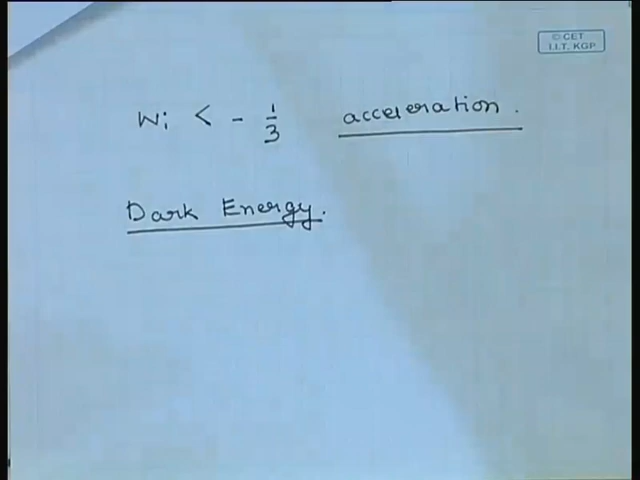 © CET
I.I.T. KGP
Wi < - 1/3 acceleration.
Dark Energy.